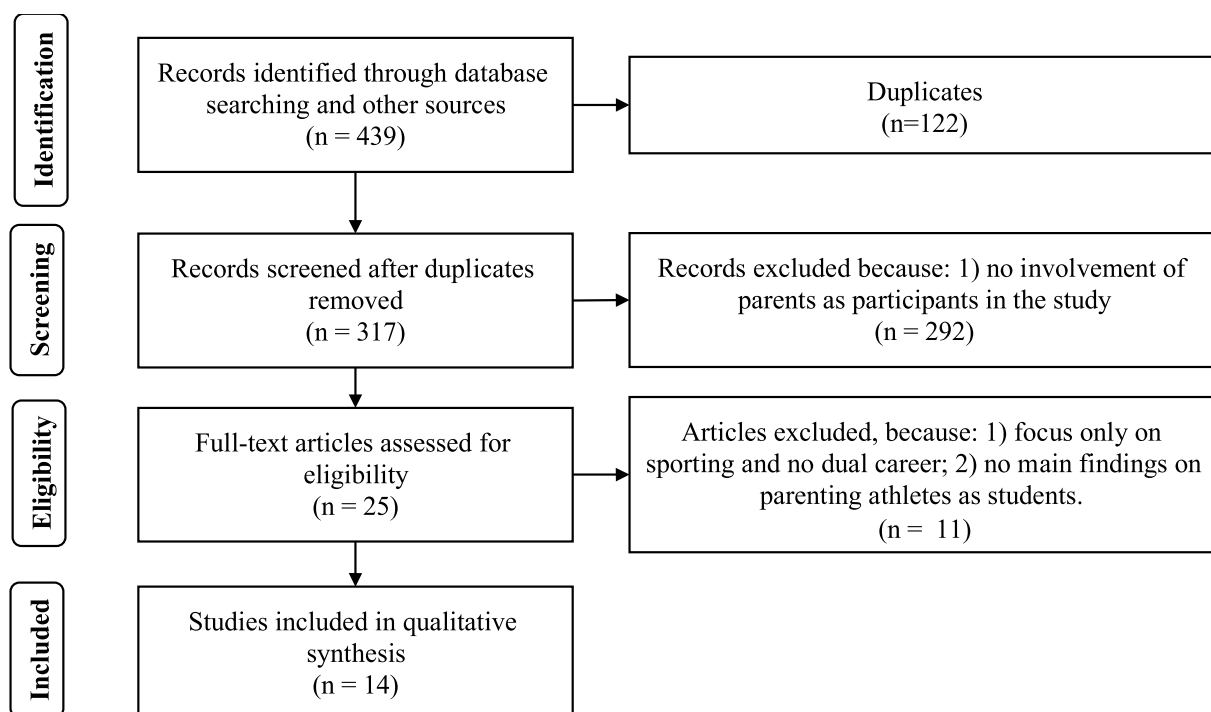 Identification
Records identified through database
searching and other sources
(n = 439)
Duplicates
(n=122)
Screening
Records screened after duplicates
removed
(n = 317)
Records excluded because: 1) no involvement of
parents as participants in the study
(n = 292)
Eligibility
Full-text articles assessed for
eligibility
(n = 25)
Articles excluded, because: 1) focus only on
sporting and no dual career; 2) no main findings on
parenting athletes as students.
(n = 11)
Included
Studies included in qualitative
synthesis
(n = 14)